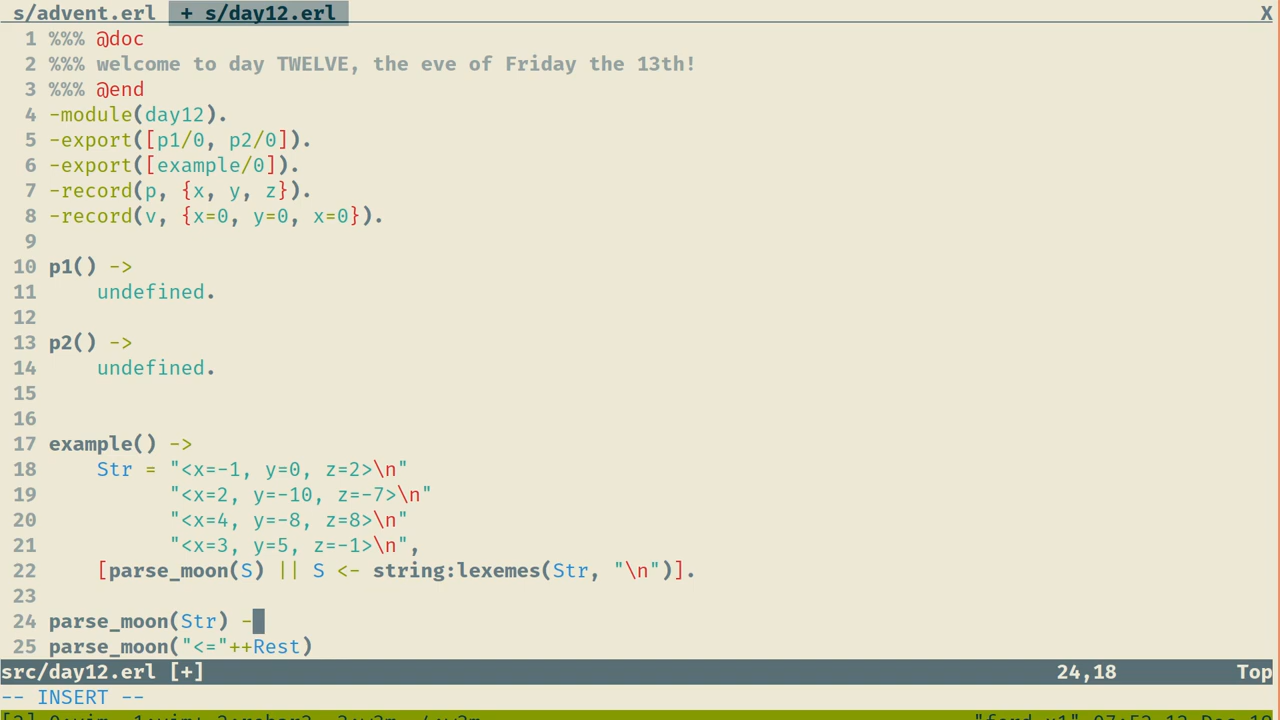 s/advent.erl + s/day12.erl X
1 %%% @doc
2 %%% welcome to day TWELVE, the eve of Friday the 13th!
3 %%% @end
4 -module(day12).
5 -export([p1/0, p2/0]).
6 -export([example/0]).
7 -record(p, {x, y, z}).
8 -record(v, {x=0, y=0, x=0}).
9
10 p1() ->
11     undefined.
12
13 p2() ->
14     undefined.
15
16
17 example() ->
18     Str = "<x=-1, y=0, z=2>\n"
19           "<x=2, y=-10, z=-7>\n"
20           "<x=4, y=-8, z=8>\n"
21           "<x=3, y=5, z=-1>\n",
22     [parse_moon(S) || S <- string:lexemes(Str, "\n")].
23
24 parse_moon(Str) -
25 parse_moon("<="++Rest)
src/day12.erl [+] 24,18 Top
-- INSERT --